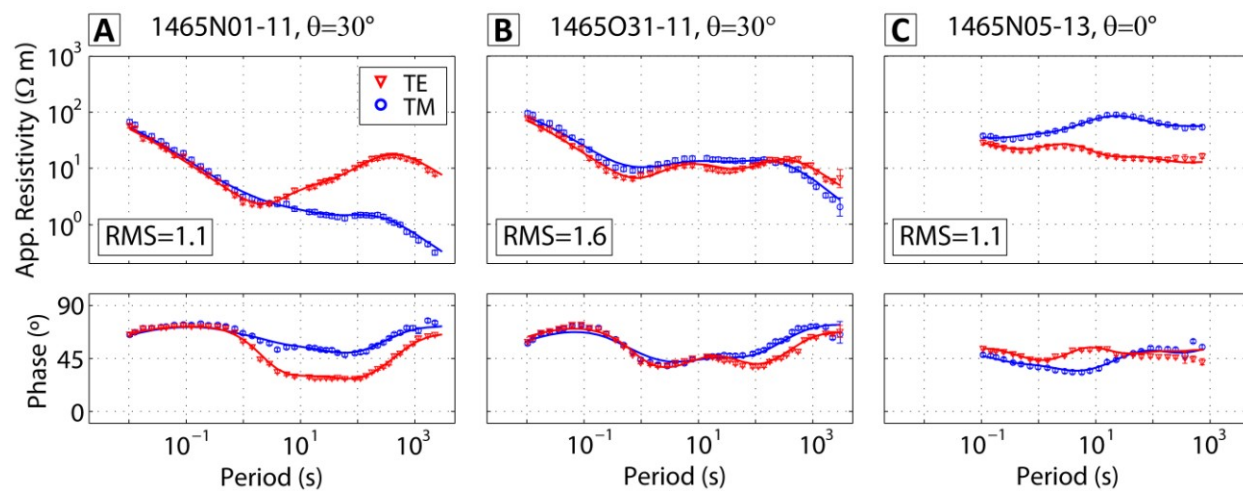 A 1465N01-11, θ=30°
B 1465O31-11, θ=30°
C 1465N05-13, θ=0°
App. Resistivity (Ω m)
10³
10²
10¹
10⁰
TE
TM
RMS=1.1
RMS=1.6
RMS=1.1
Phase (°)
90
45
0
10⁻¹ 10¹ 10³
10⁻¹ 10¹ 10³
10⁻¹ 10¹ 10³
Period (s)
Period (s)
Period (s)